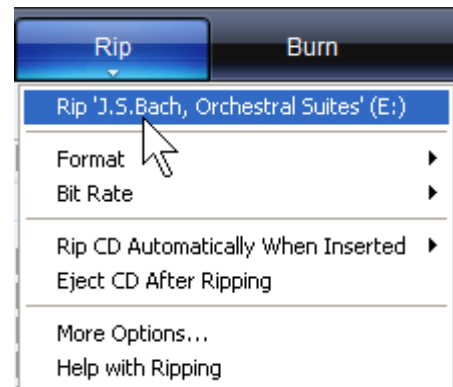 Rip Burn
Rip 'J.S.Bach, Orchestral Suites' (E:)
Format
Bit Rate
Rip CD Automatically When Inserted
Eject CD After Ripping
More Options...
Help with Ripping